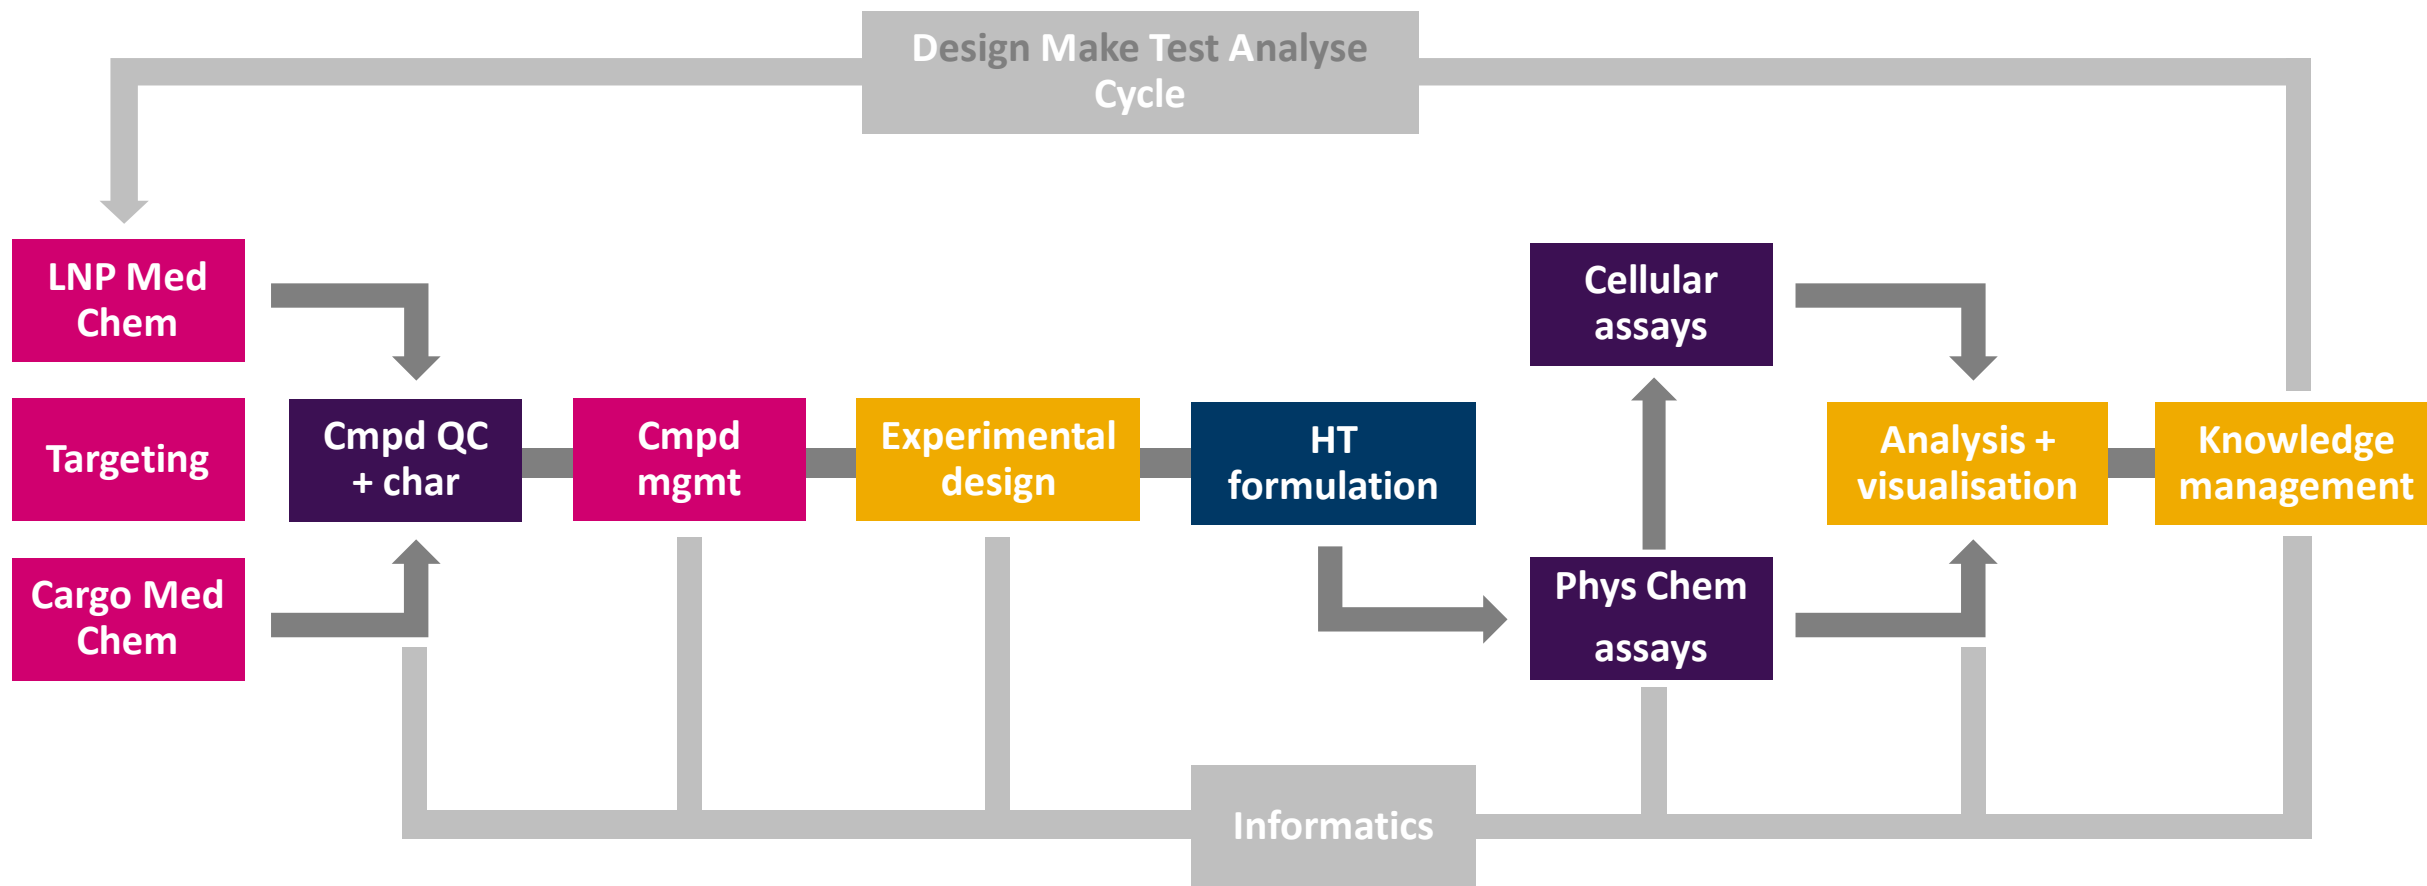 Design Make Test Analyse
Cycle
LNP Med
Chem
Targeting
Cargo Med
Chem
Cmpd QC
+ char
Cmpd
mgmt
Experimental
design
HT
formulation
Cellular
assays
Phys Chem
assays
Analysis +
visualisation
Knowledge
management
Informatics